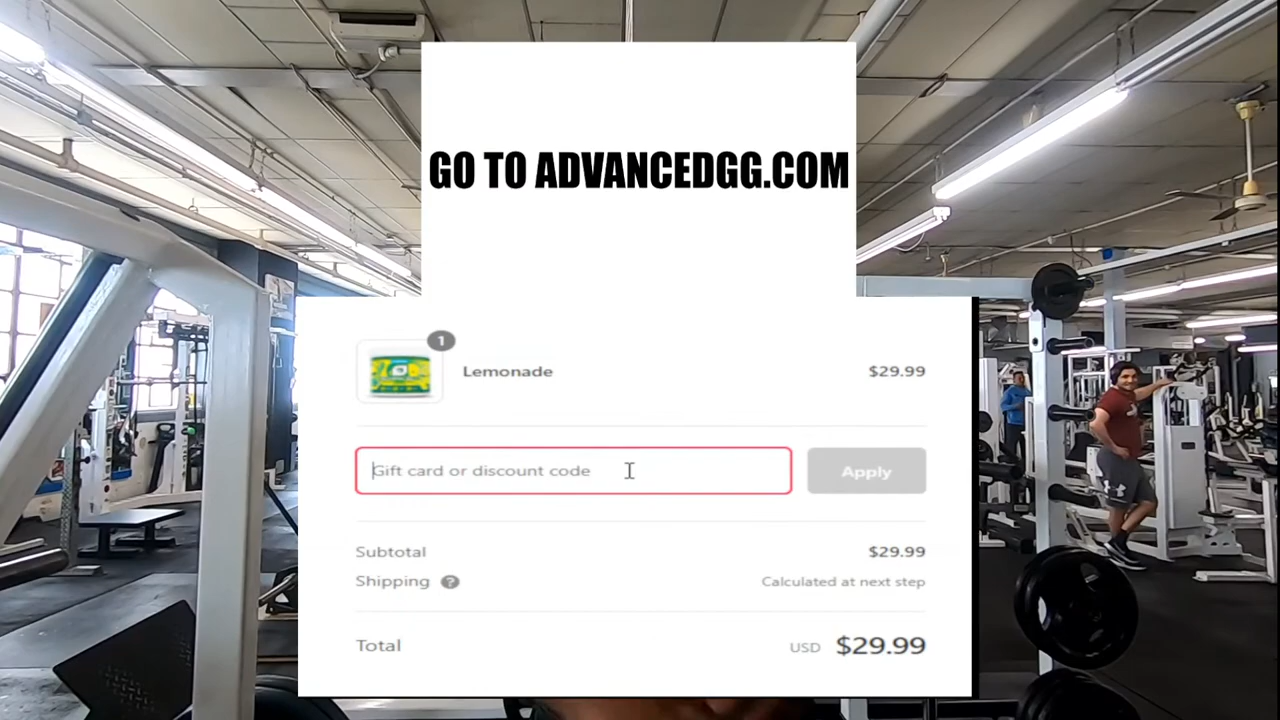 GO TO ADVANCEDGG.COM
1
Lemonade $29.99
Gift card or discount code
Apply
Subtotal $29.99
Shipping ? Calculated at next step
Total USD $29.99